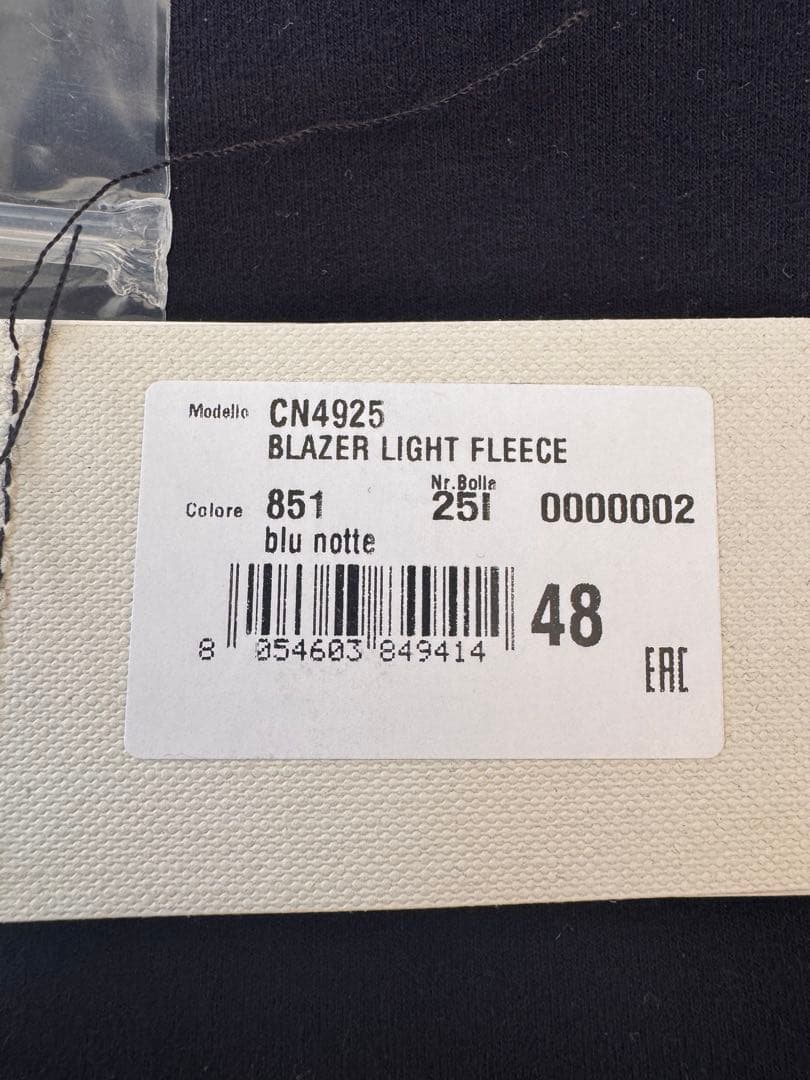 Modello CN4925
BLAZER LIGHT FLEECE
Nr.Bolla
Colore 851 25I 0000002
blu notte
48
8 054603 849414
EAC